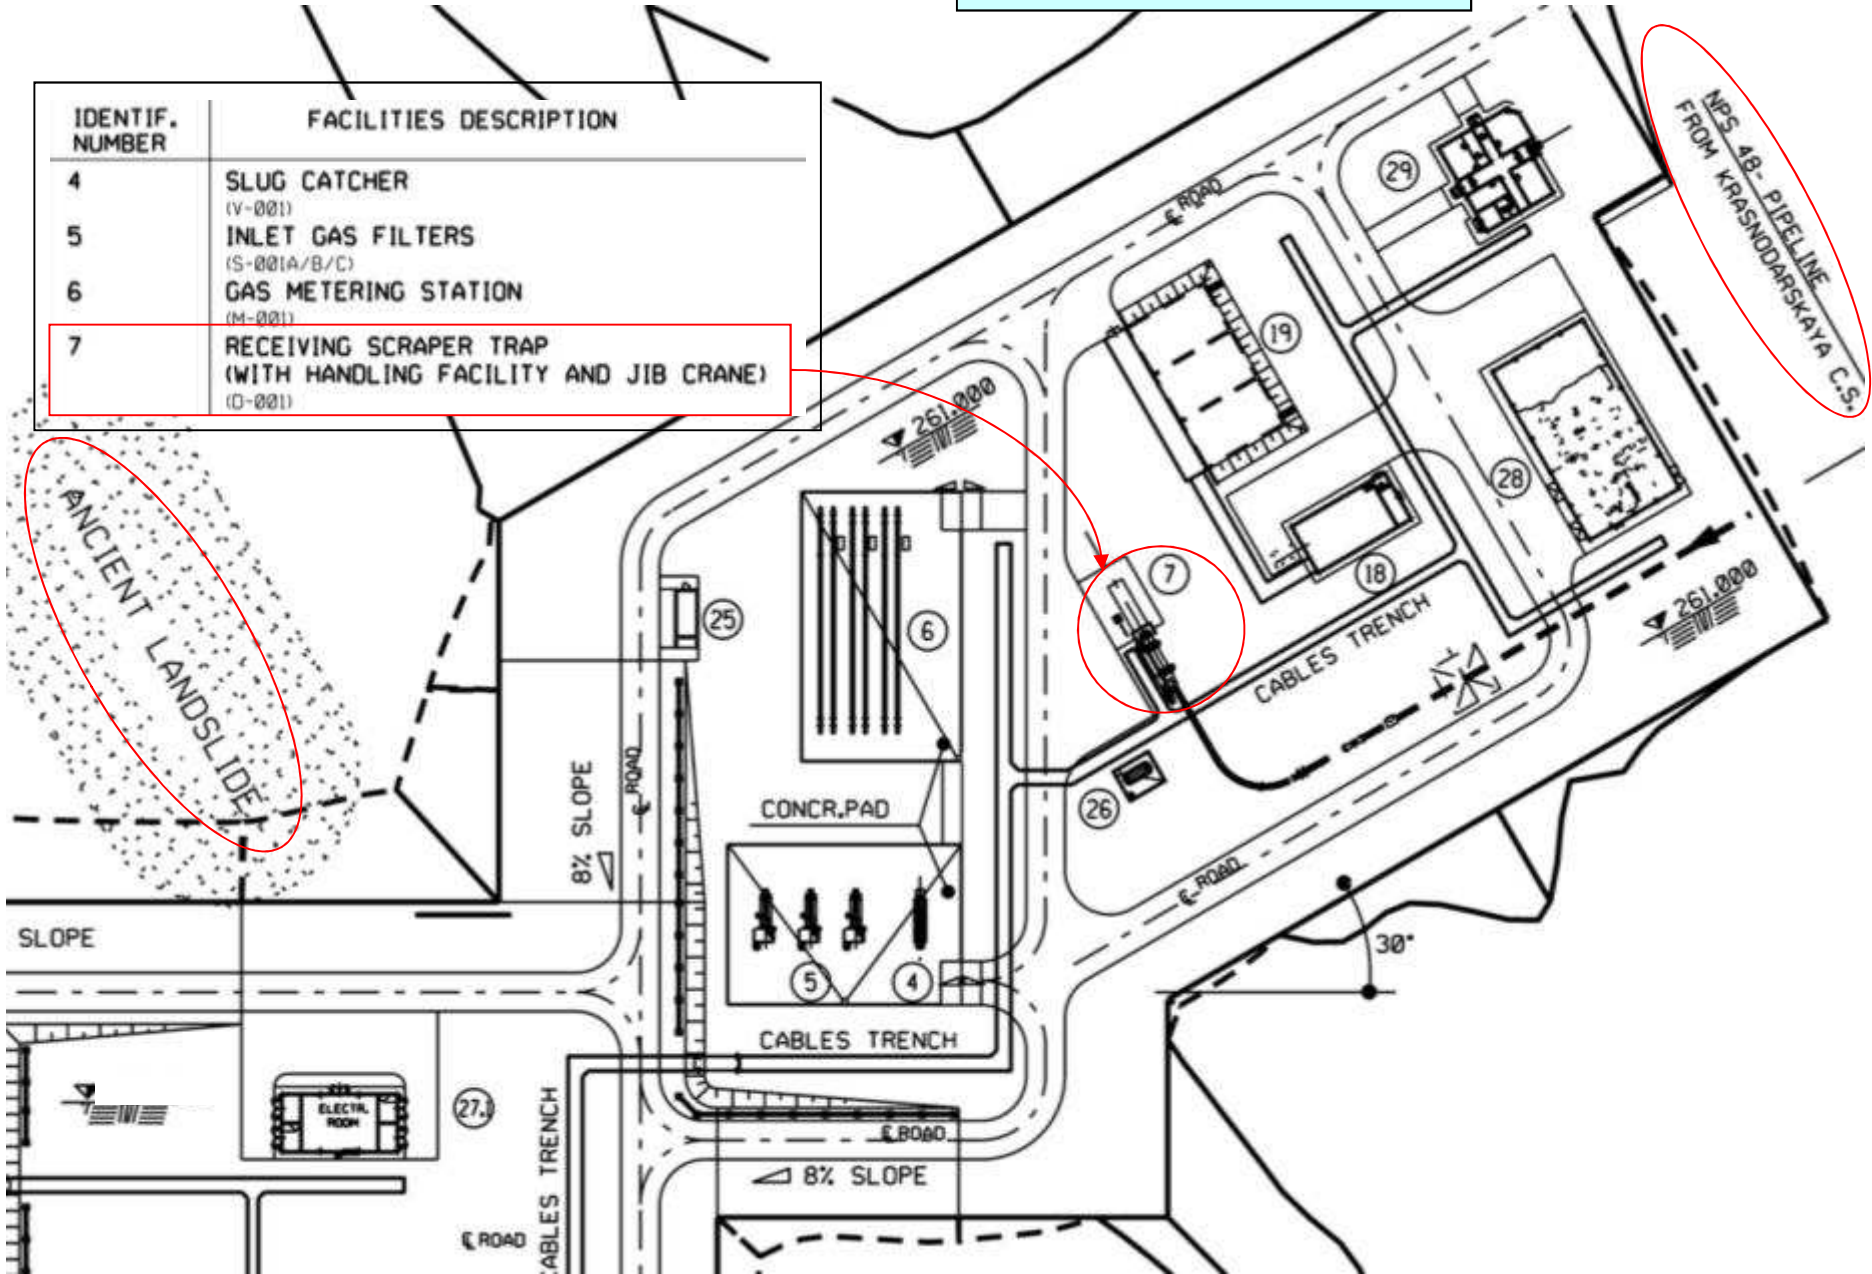 IDENTIF.
NUMBER
FACILITIES DESCRIPTION
4
SLUG CATCHER
(V-001)
5
INLET GAS FILTERS
(S-001A/B/C)
6
GAS METERING STATION
(M-001)
7
RECEIVING SCRAPER TRAP
(WITH HANDLING FACILITY AND JIB CRANE)
(D-001)
NPS 48" PIPELINE
FROM KRASNODARSKAYA C.S.
29
℄ ROAD
19
261.000
28
ANCIENT LANDSLIDE
7
18
261.000
25
6
CABLES TRENCH
8% SLOPE
℄ ROAD
CONCR.PAD
26
℄ ROAD
SLOPE
30°
5
4
CABLES TRENCH
ELECTR.
ROOM
27.1
CABLES TRENCH
℄ ROAD
8% SLOPE
℄ ROAD